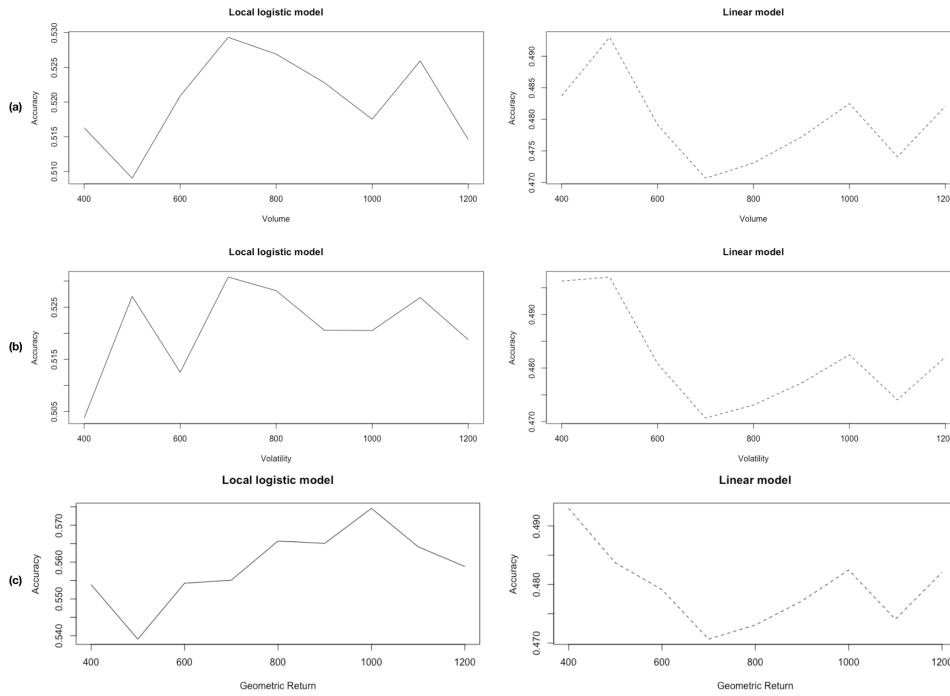 Local logistic model
Linear model
(a)
Accuracy
0.530
0.525
0.520
0.515
0.510
400 600 800 1000 1200
Volume
Accuracy
0.490
0.485
0.480
0.475
0.470
400 600 800 1000 1200
Volume
Local logistic model
Linear model
(b)
Accuracy
0.525
0.515
0.505
400 600 800 1000 1200
Volatility
Accuracy
0.490
0.480
0.470
400 600 800 1000 1200
Volatility
Local logistic model
Linear model
(c)
Accuracy
0.570
0.560
0.550
0.540
400 600 800 1000 1200
Geometric Return
Accuracy
0.490
0.480
0.470
400 600 800 1000 1200
Geometric Return